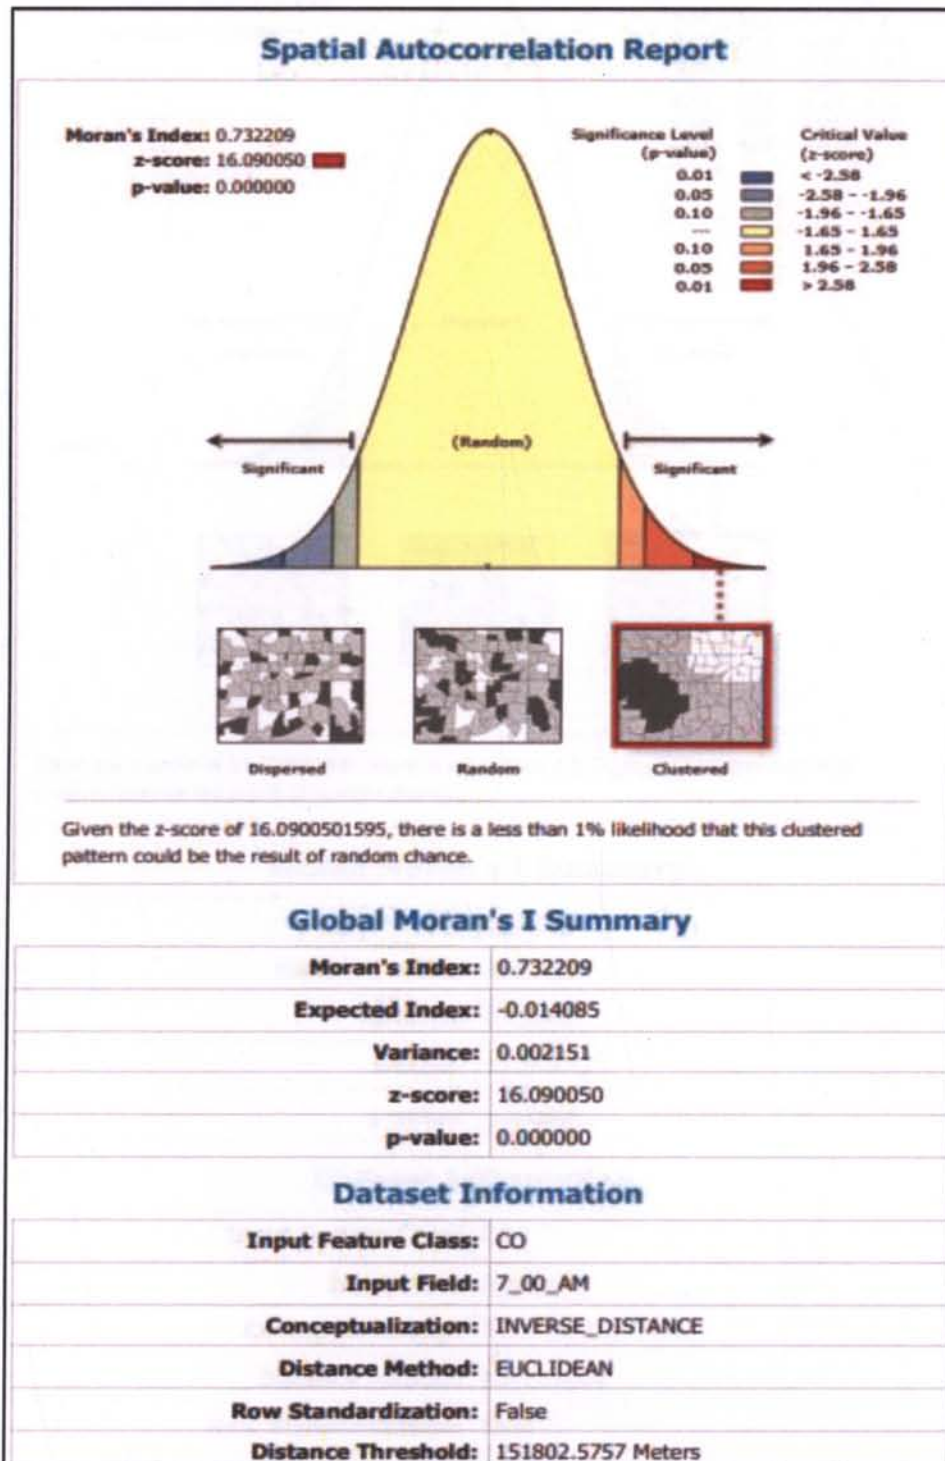 Spatial Autocorrelation Report
Moran's Index: 0.732209
z-score: 16.090050
p-value: 0.000000
Significance Level (p-value)
Critical Value (z-score)
0.01 < -2.58
0.05 -2.58 - -1.96
0.10 -1.96 - -1.65
--- -1.65 - 1.65
0.10 1.65 - 1.96
0.05 1.96 - 2.58
0.01 > 2.58
(Random)
Significant
Significant
Dispersed
Random
Clustered
Given the z-score of 16.0900501595, there is a less than 1% likelihood that this clustered
pattern could be the result of random chance.
Global Moran's I Summary
Moran's Index: 0.732209
Expected Index: -0.014085
Variance: 0.002151
z-score: 16.090050
p-value: 0.000000
Dataset Information
Input Feature Class: CO
Input Field: 7_00_AM
Conceptualization: INVERSE_DISTANCE
Distance Method: EUCLIDEAN
Row Standardization: False
Distance Threshold: 151802.5757 Meters